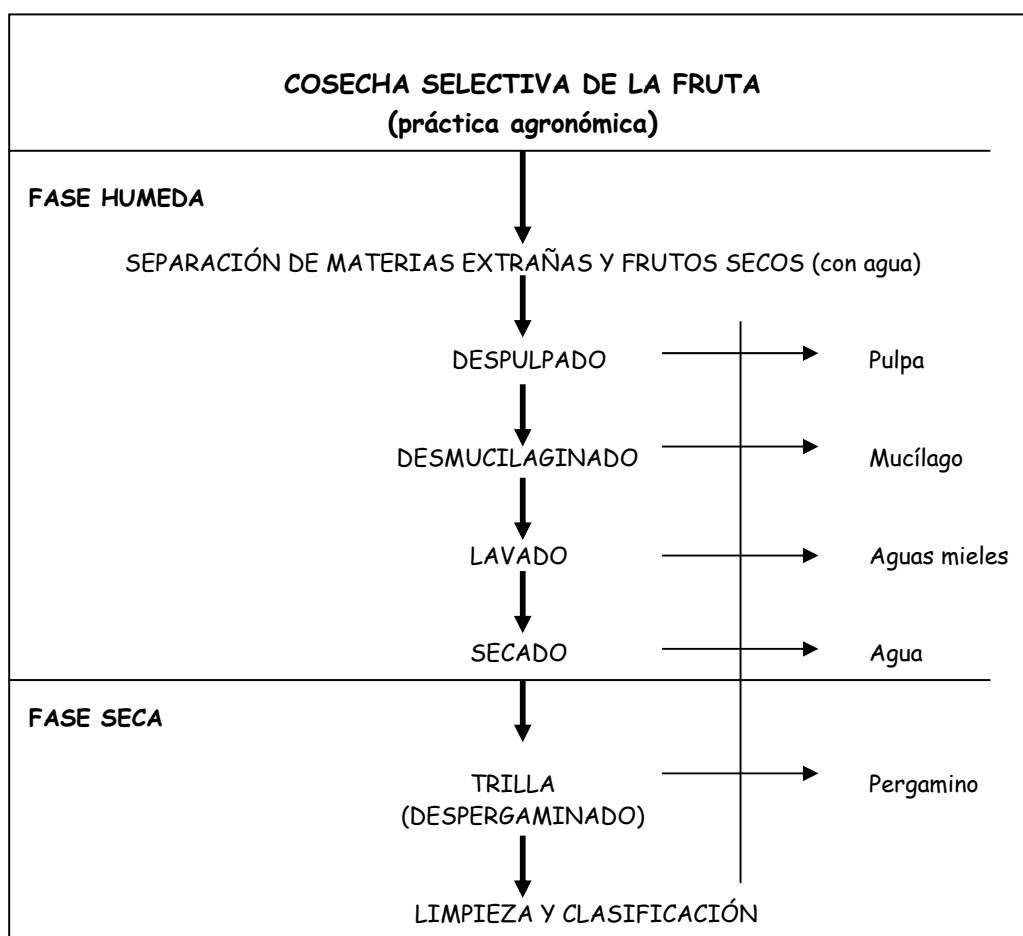 COSECHA SELECTIVA DE LA FRUTA
(práctica agronómica)
FASE HUMEDA
SEPARACIÓN DE MATERIAS EXTRAÑAS Y FRUTOS SECOS (con agua)
DESPULPADO
Pulpa
DESMUCILAGINADO
Mucílago
LAVADO
Aguas mieles
SECADO
Agua
FASE SECA
TRILLA
Pergamino
(DESPERGAMINADO)
LIMPIEZA Y CLASIFICACIÓN